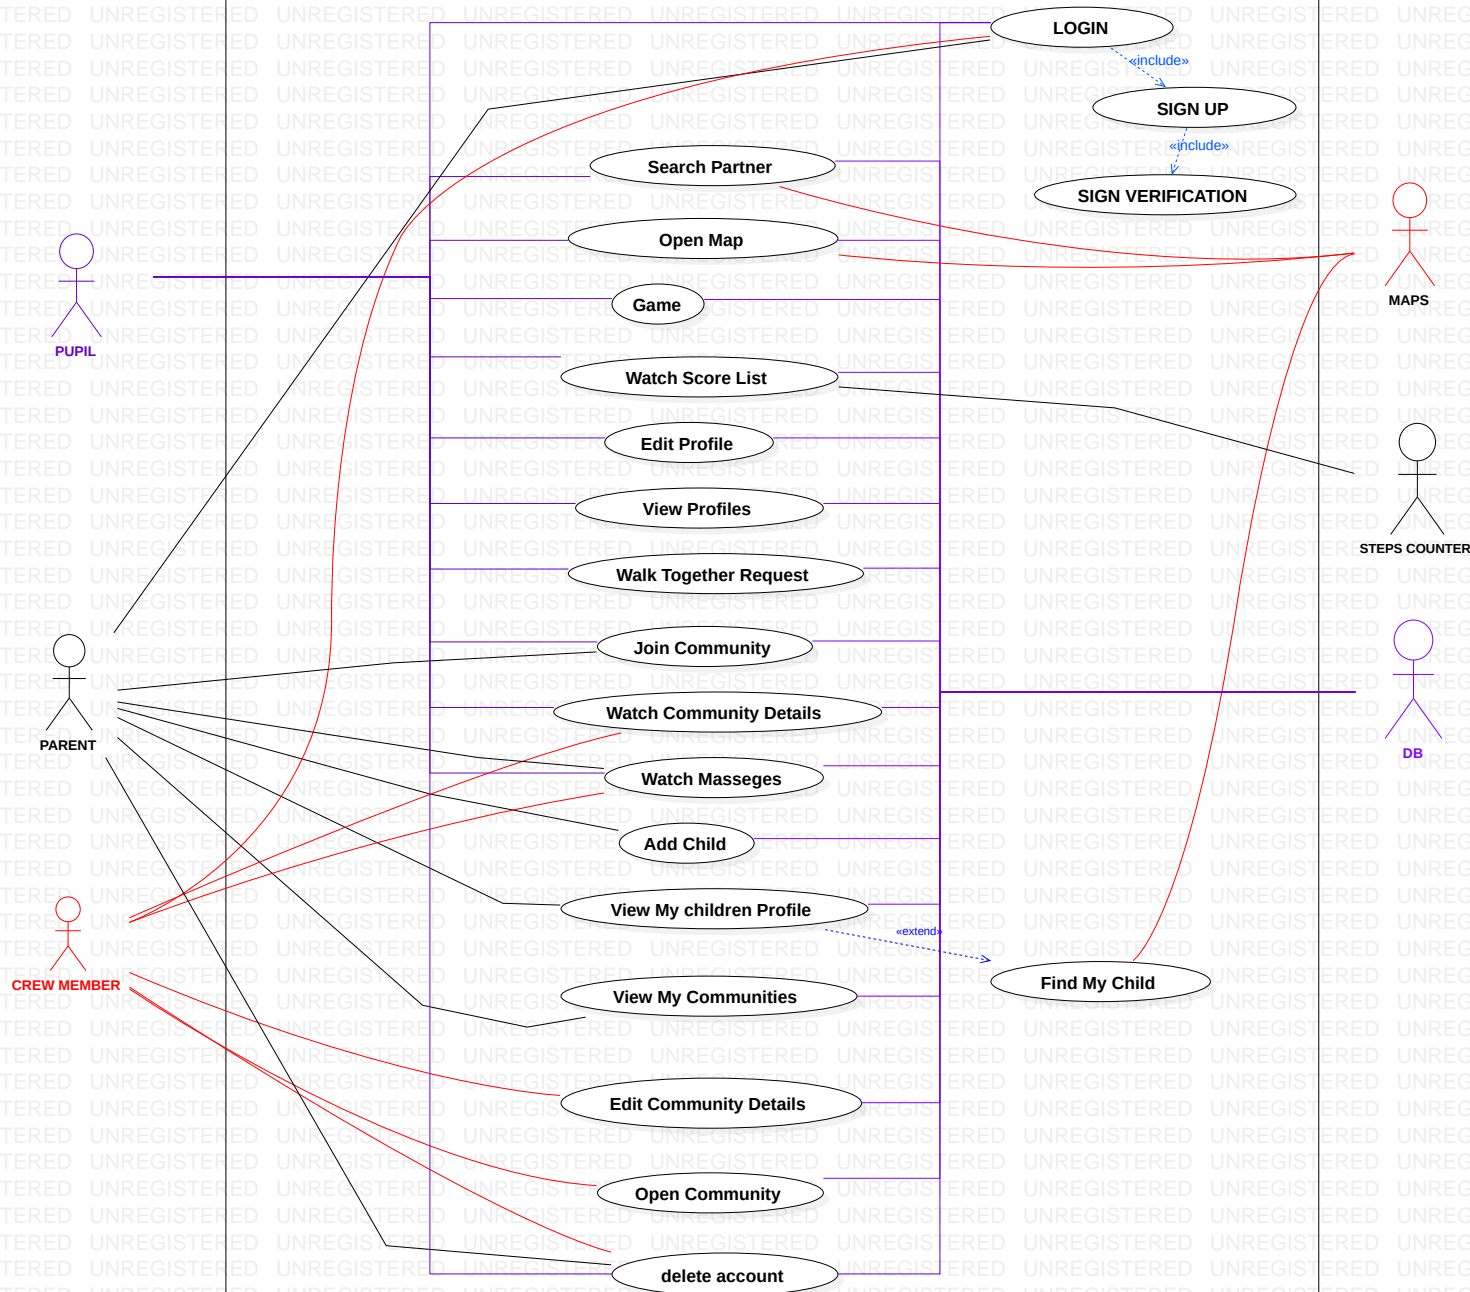 LOGIN
«include»
SIGN UP
«include»
Search Partner
SIGN VERIFICATION
Open Map
MAPS
Game
PUPIL
Watch Score List
Edit Profile
View Profiles
STEPS COUNTER
Walk Together Request
Join Community
Watch Community Details
PARENT
DB
Watch Masseges
Add Child
View My children Profile
«extend»
CREW MEMBER
Find My Child
View My Communities
Edit Community Details
Open Community
delete account
UNREGISTERED